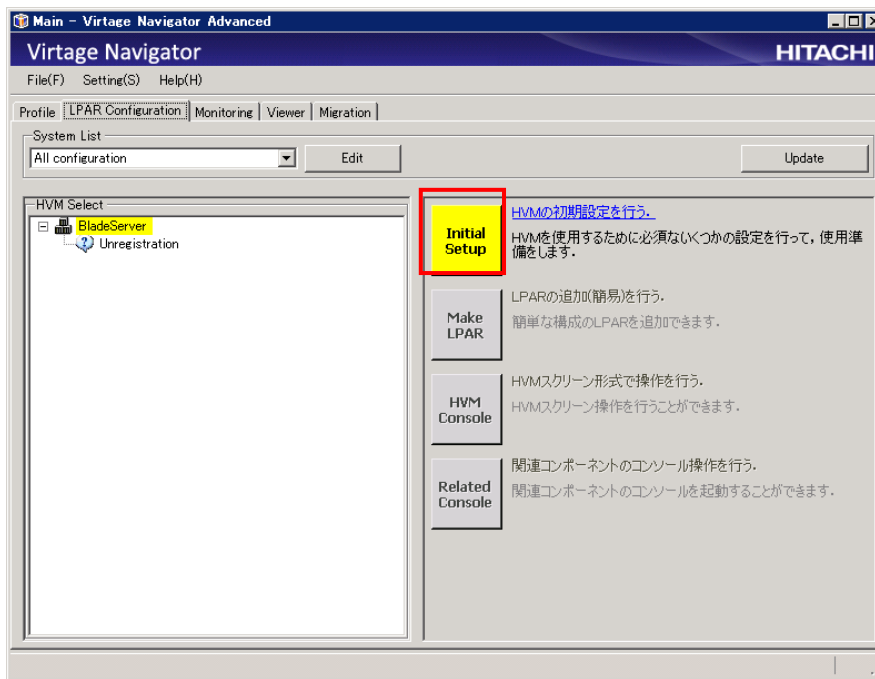 Main - Virtage Navigator Advanced
Virtage Navigator
HITACHI
File(F) Setting(S) Help(H)
Profile LPAR Configuration Monitoring Viewer Migration
System List
All configuration
Edit
Update
HVM Select
BladeServer
Unregistration
Initial
Setup
HVMの初期設定を行う.
HVMを使用するために必須ないくつかの設定を行って, 使用準
備をします.
Make
LPAR
LPARの追加(簡易)を行う.
簡単な構成のLPARを追加できます.
HVM
Console
HVMスクリーン形式で操作を行う.
HVMスクリーン操作を行うことができます.
Related
Console
関連コンポーネントのコンソール操作を行う.
関連コンポーネントのコンソールを起動することができます.